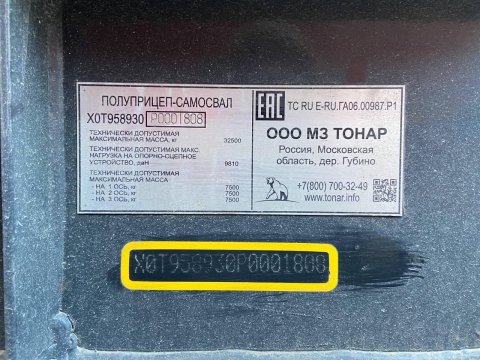 ПОЛУПРИЦЕП-САМОСВАЛ
X0T958930 P0001808
ТЕХНИЧЕСКИ ДОПУСТИМАЯ
МАКСИМАЛЬНАЯ МАССА, кг 32500
ТЕХНИЧЕСКИ ДОПУСТИМАЯ МАКС.
НАГРУЗКА НА ОПОРНО-СЦЕПНОЕ
УСТРОЙСТВО, даН 9810
ТЕХНИЧЕСКИ ДОПУСТИМАЯ
МАКСИМАЛЬНАЯ МАССА
- НА 1 ОСЬ, кг 7500
- НА 2 ОСЬ, кг 7500
- НА 3 ОСЬ, кг 7500
EAC TC RU E-RU.ГА06.00987.P1
ООО МЗ ТОНАР
Россия, Московская
область, дер. Губино
+7(800) 700-32-49
www.tonar.info
X0T958930P0001808